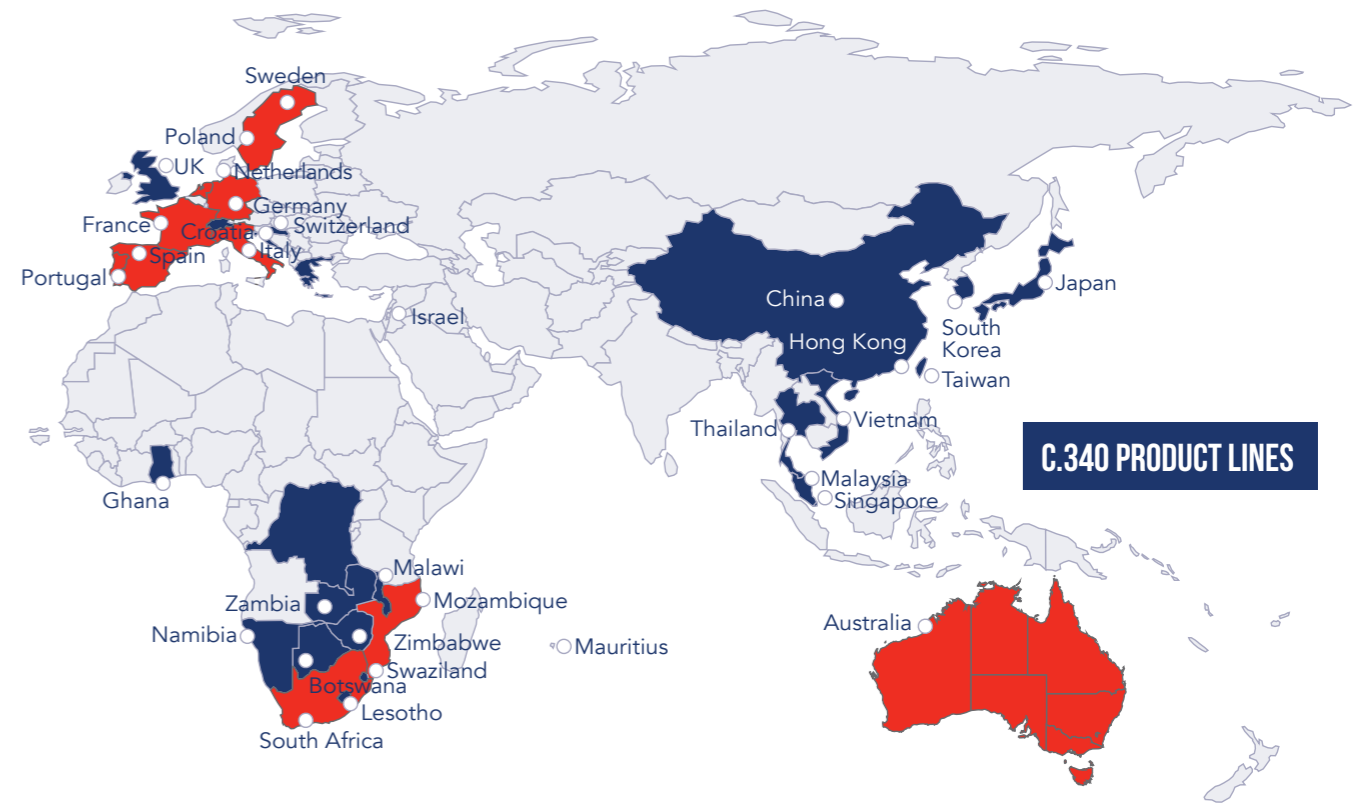 Sweden
Poland
UK
Netherlands
Germany
France
Croatia
Switzerland
Italy
Spain
Portugal
Israel
China
Japan
Hong Kong
South
Korea
Taiwan
Thailand
Vietnam
C.340 PRODUCT LINES
Malaysia
Singapore
Ghana
Malawi
Zambia
Mozambique
Namibia
Zimbabwe
Mauritius
Australia
Swaziland
Botswana
Lesotho
South Africa